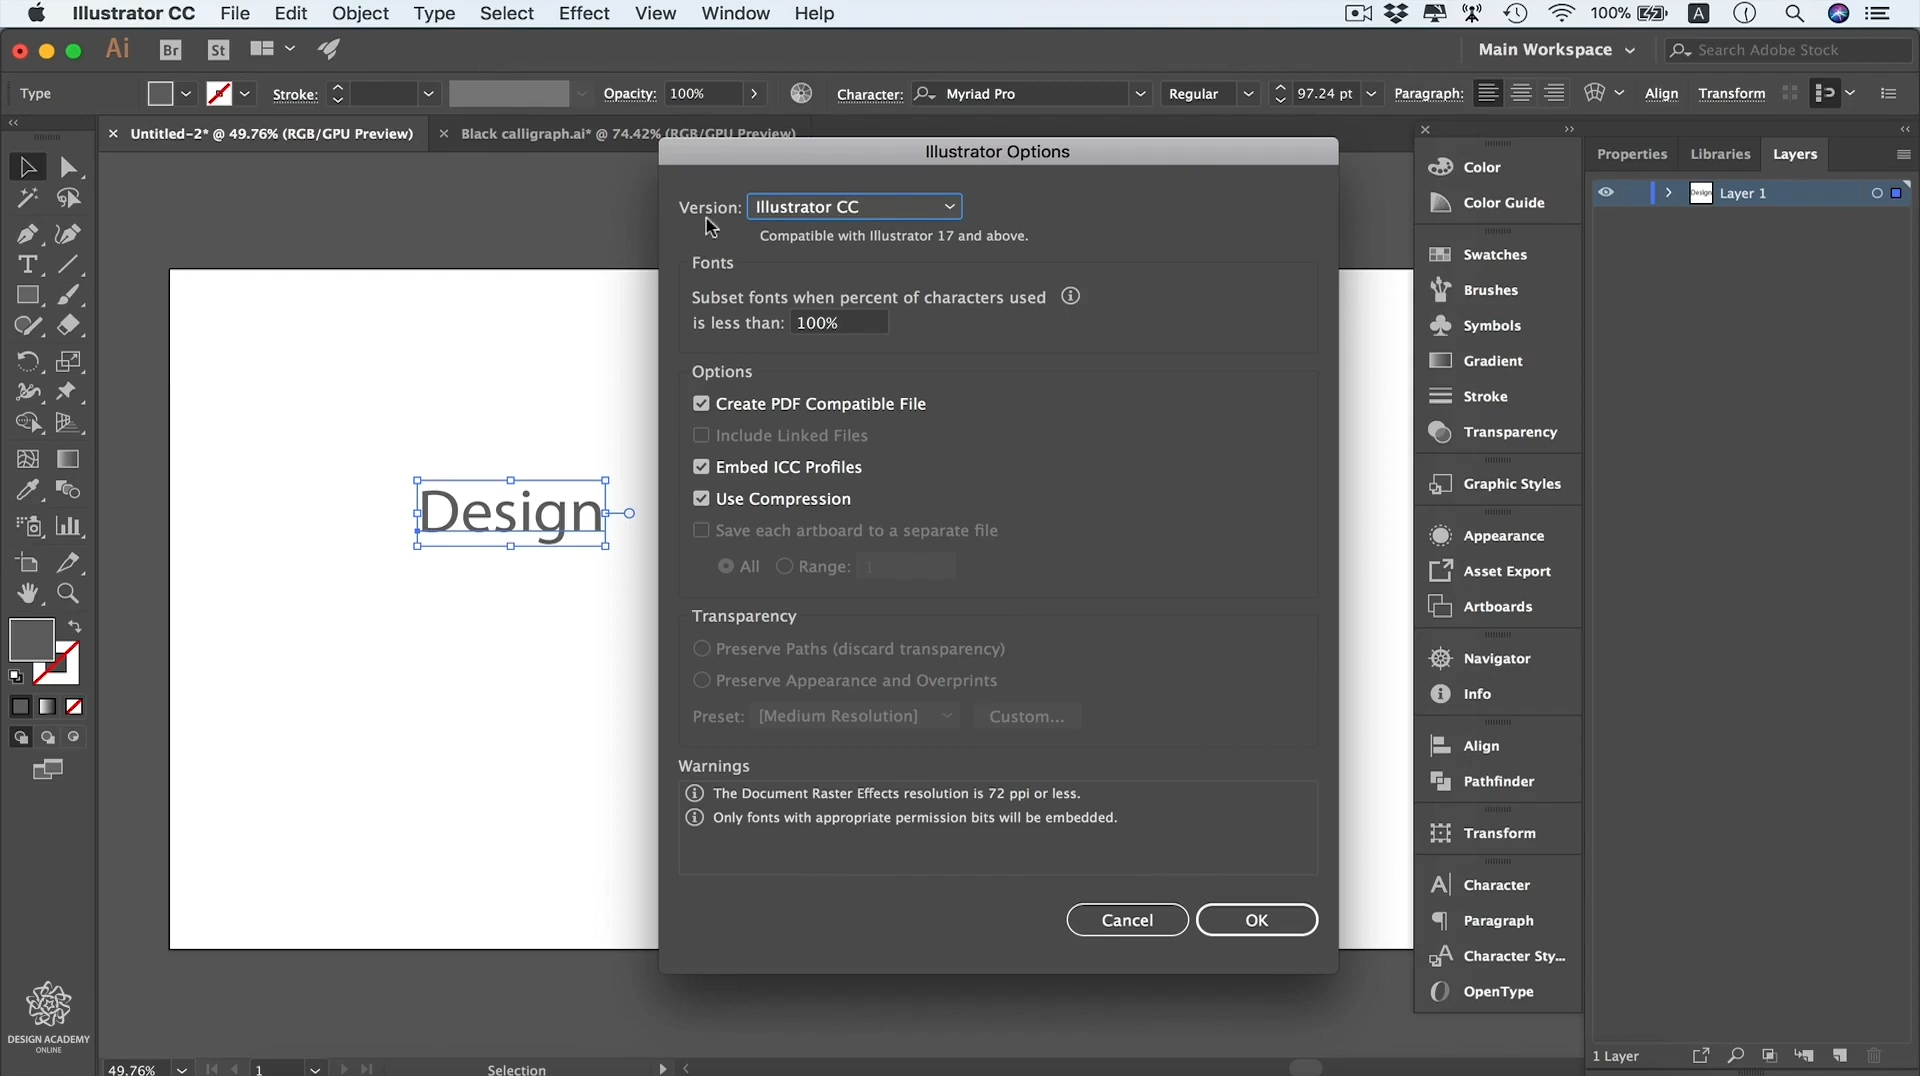 Illustrator CC File Edit Object Type Select Effect View Window Help 100% A
Ai Br St Main Workspace Search Adobe Stock
Type Stroke: Opacity: 100% Character: Myriad Pro Regular 97.24 pt Paragraph: Align Transform
× Untitled-2* @ 49.76% (RGB/GPU Preview) × Black calligraph.ai* @ 74.42% (RGB/GPU Preview)
Illustrator Options
Version: Illustrator CC
Compatible with Illustrator 17 and above.
Fonts
Subset fonts when percent of characters used
is less than: 100%
Options
Create PDF Compatible File
Include Linked Files
Embed ICC Profiles
Use Compression
Save each artboard to a separate file
All Range: 1
Transparency
Preserve Paths (discard transparency)
Preserve Appearance and Overprints
Preset: [Medium Resolution] Custom...
Warnings
The Document Raster Effects resolution is 72 ppi or less.
Only fonts with appropriate permission bits will be embedded.
Cancel OK
Design
Color
Color Guide
Swatches
Brushes
Symbols
Gradient
Stroke
Transparency
Graphic Styles
Appearance
Asset Export
Artboards
Navigator
Info
Align
Pathfinder
Transform
Character
Paragraph
Character Sty...
OpenType
Properties Libraries Layers
Design Layer 1
1 Layer
DESIGN ACADEMY
ONLINE
49.76% 1 Selection